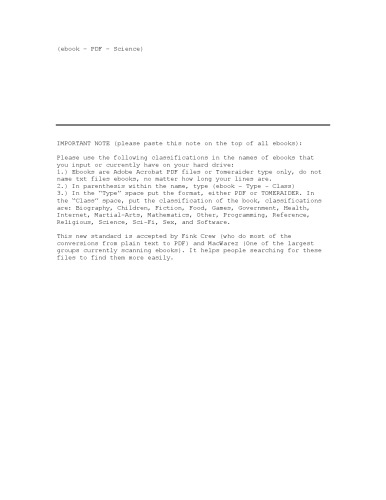 (ebook - PDF - Science)
IMPORTANT NOTE (please paste this note on the top of all ebooks):
Please use the following classifications in the names of ebooks that
you input or currently have on your hard drive:
1.) Ebooks are Adobe Acrobat PDF files or Tomeraider type only, do not
name txt files ebooks, no matter how long your lines are.
2.) In parenthesis within the name, type (ebook - Type - Class)
3.) In the "Type" space put the format, either PDF or TOMERAIDER. In
the "Class" space, put the classification of the book, classifications
are: Biography, Children, Fiction, Food, Games, Government, Health,
Internet, Martial-Arts, Mathematics, Other, Programming, Reference,
Religious, Science, Sci-Fi, Sex, and Software.
This new standard is accepted by Fink Crew (who do most of the
conversions from plain text to PDF) and MacWarez (One of the largest
groups currently scanning ebooks). It helps people searching for these
files to find them more easily.